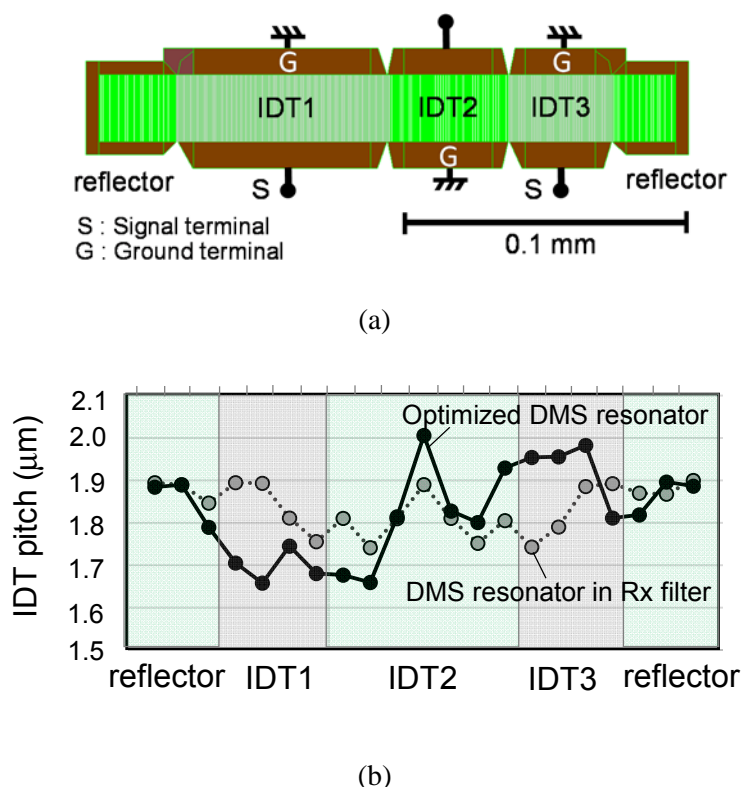 G
G
IDT1
IDT2
IDT3
G
reflector
S
S
reflector
S : Signal terminal
G : Ground terminal
0.1 mm
(a)
IDT pitch (μm)
2.1
2.0
1.9
1.8
1.7
1.6
1.5
Optimized DMS resonator
DMS resonator in Rx filter
reflector
IDT1
IDT2
IDT3
reflector
(b)